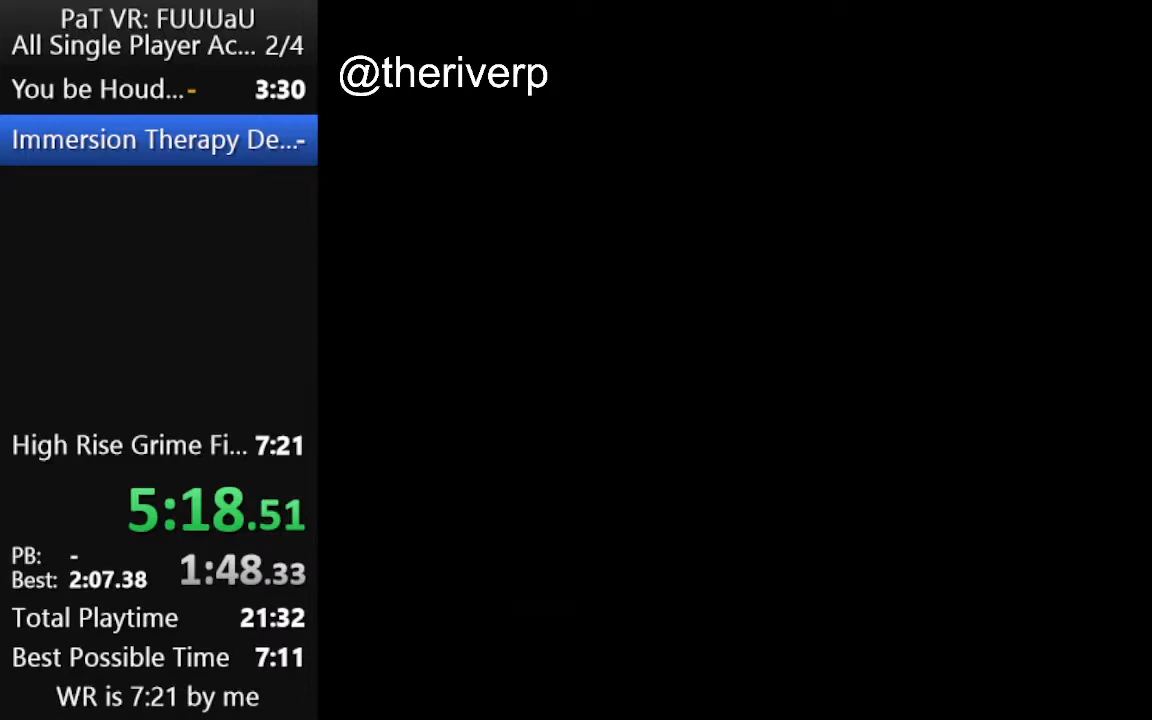 PaT VR: FUUUaU
All Single Player Ac... 2/4
@theriverp
You be Houd...- 3:30
Immersion Therapy De...-
High Rise Grime Fi... 7:21
5:18.51
PB: -
Best: 2:07.38 1:48.33
Total Playtime 21:32
Best Possible Time 7:11
WR is 7:21 by me